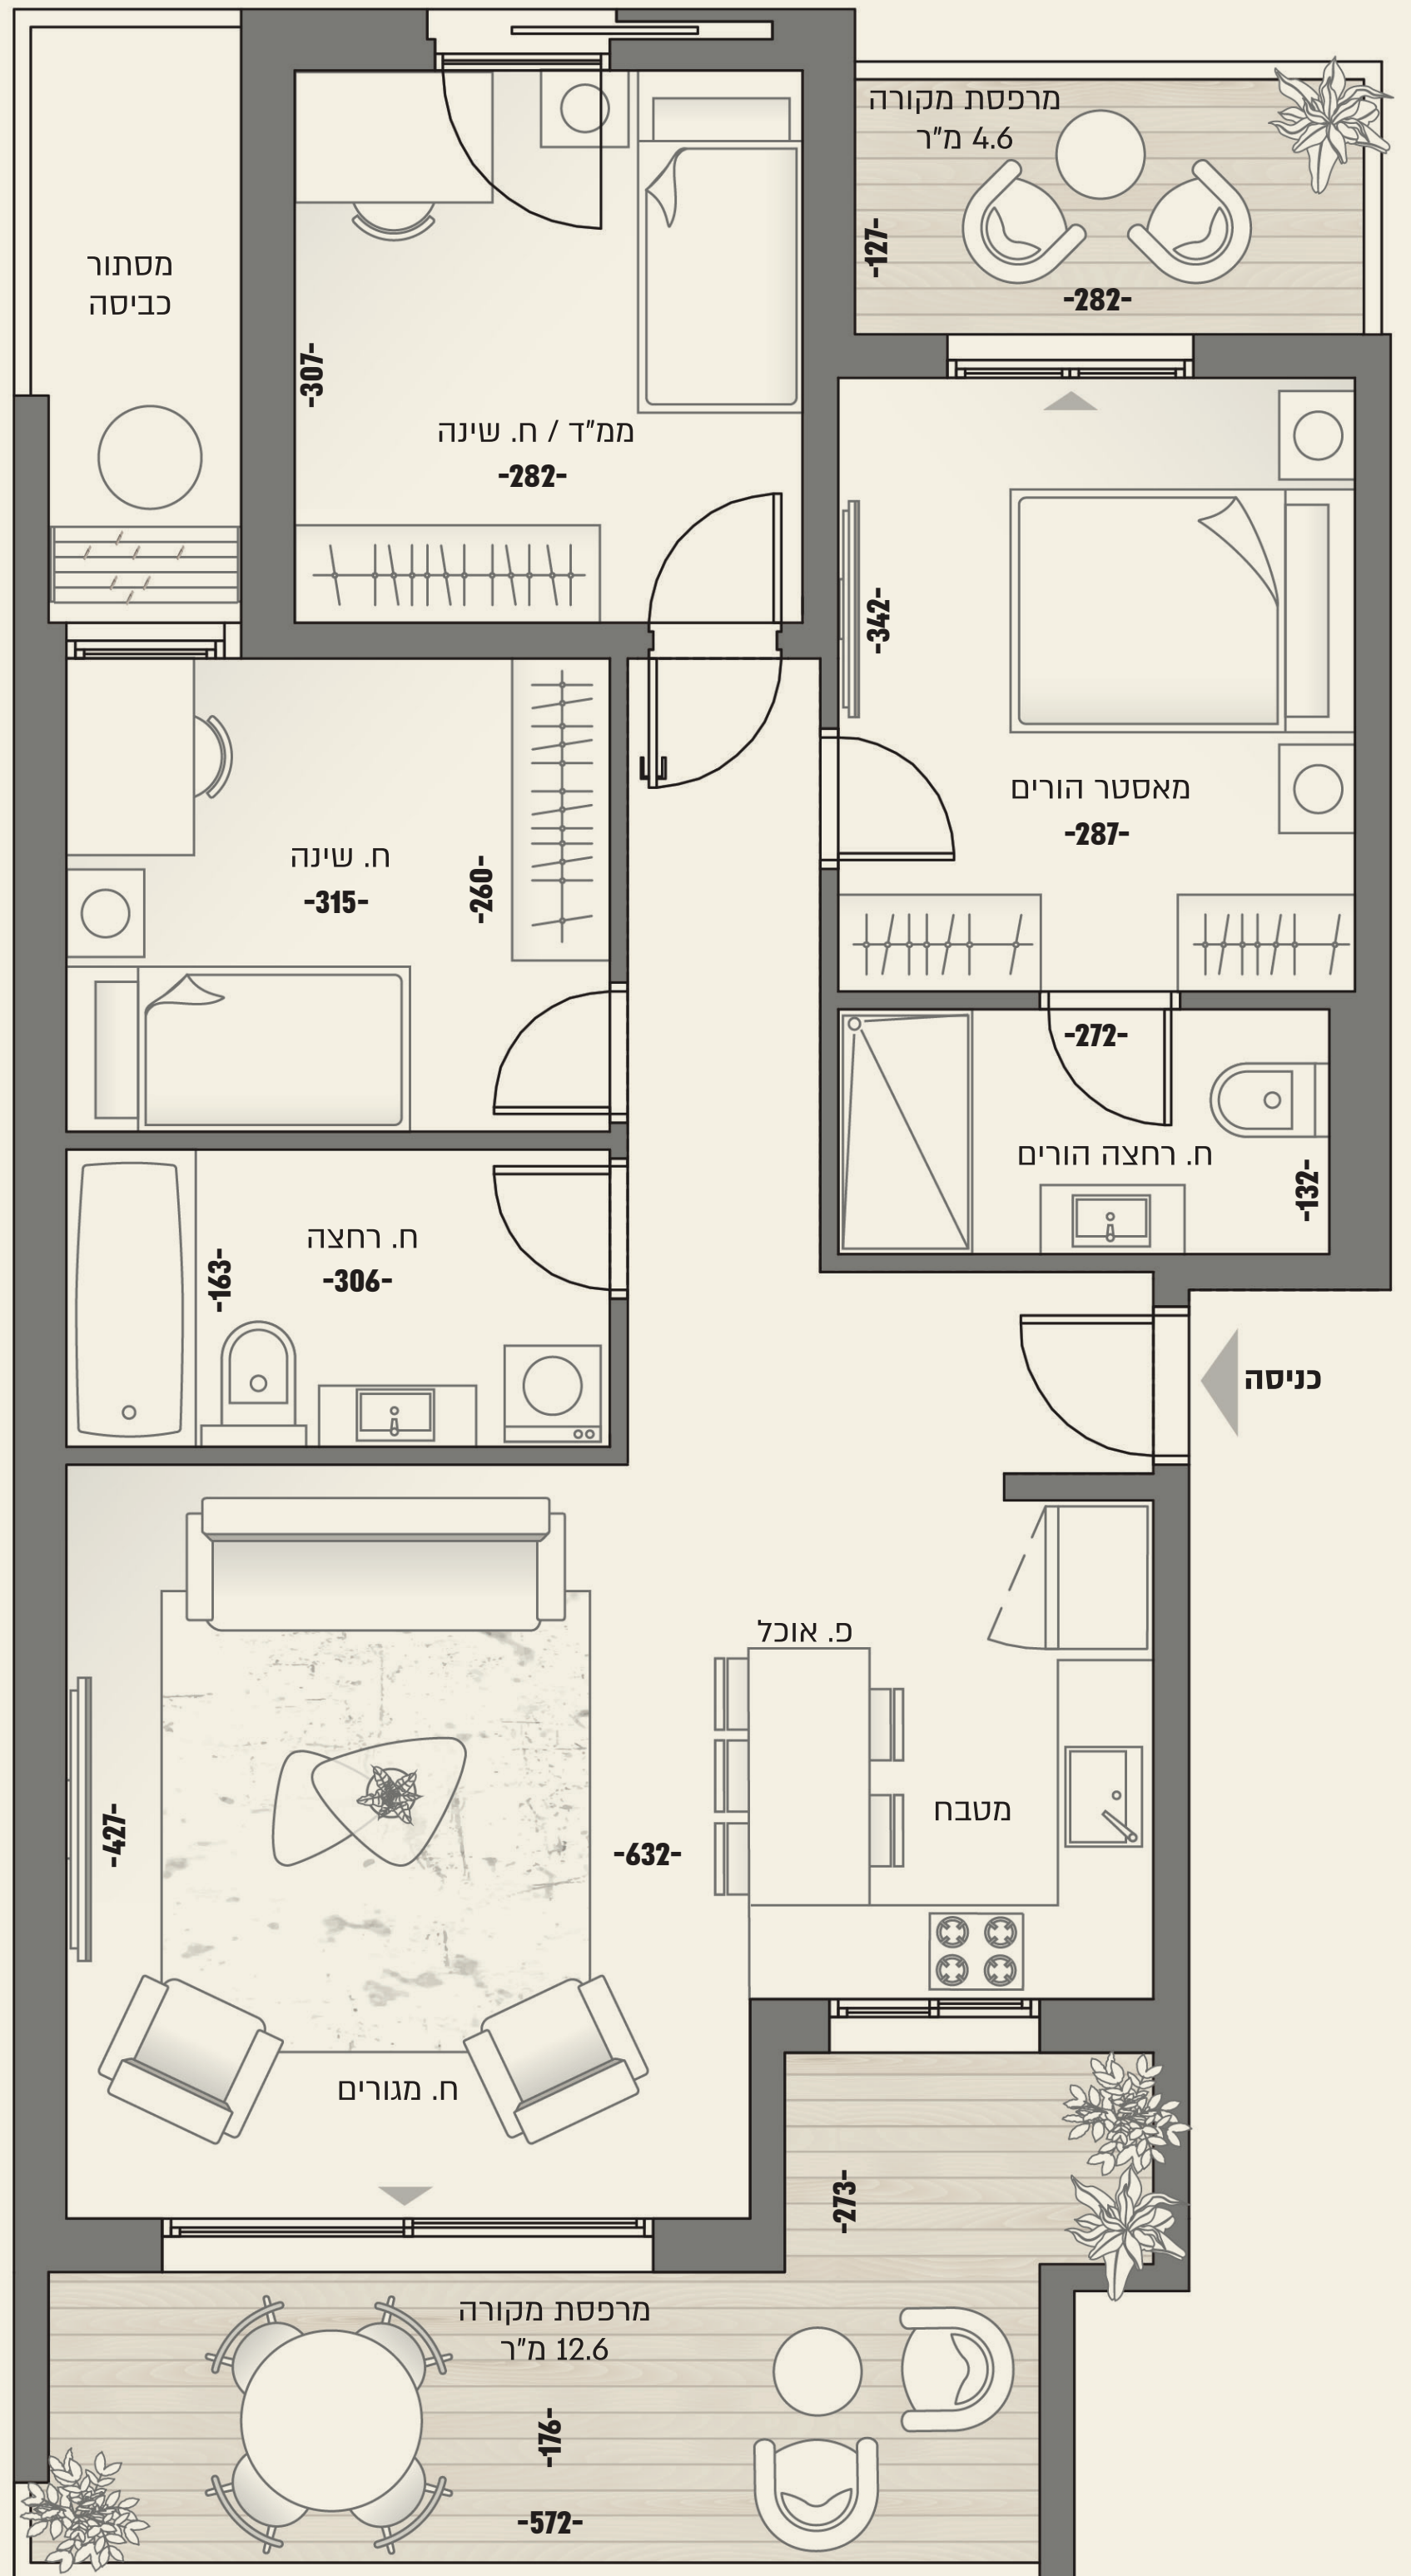 מרפסת מקורה
4.6 מ"ר
-127-
-282-
מסתור
כביסה
-307-
ממ"ד / ח. שינה
-282-
-342-
מאסטר הורים
-287-
ח. שינה
-315-
-260-
-272-
ח. רחצה הורים
-132-
ח. רחצה
-306-
-163-
כניסה
פ. אוכל
מטבח
-427-
-632-
ח. מגורים
-273-
מרפסת מקורה
12.6 מ"ר
-176-
-572-